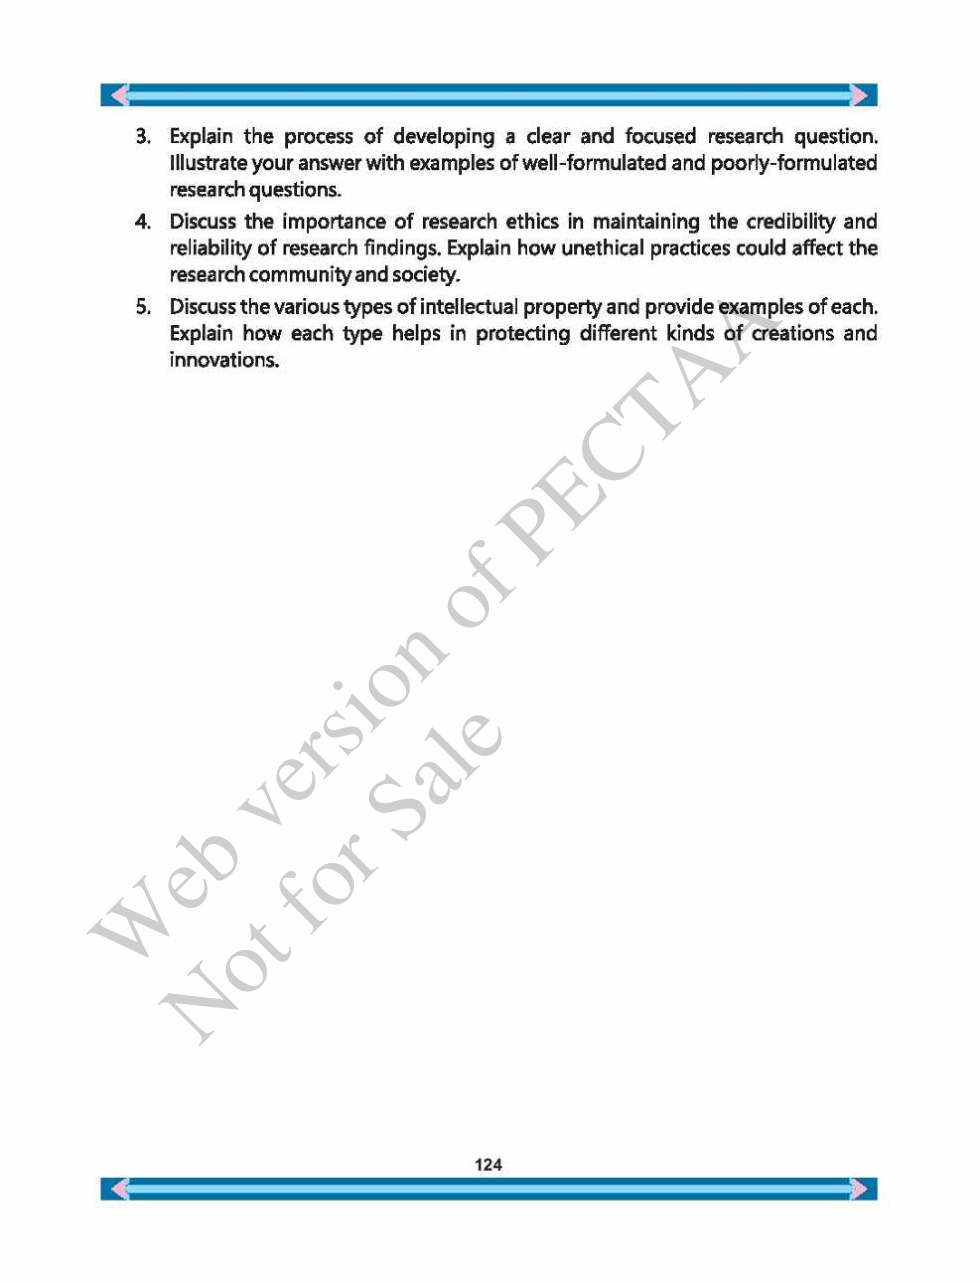 3. Explain the process of developing a clear and focused research question.
Illustrate your answer with examples of well-formulated and poorly-formulated
research questions.
4. Discuss the importance of research ethics in maintaining the credibility and
reliability of research findings. Explain how unethical practices could affect the
research community and society.
5. Discuss the various types of intellectual property and provide examples of each.
Explain how each type helps in protecting different kinds of creations and
innovations.
Web version of PECTAA
Not for Sale
124